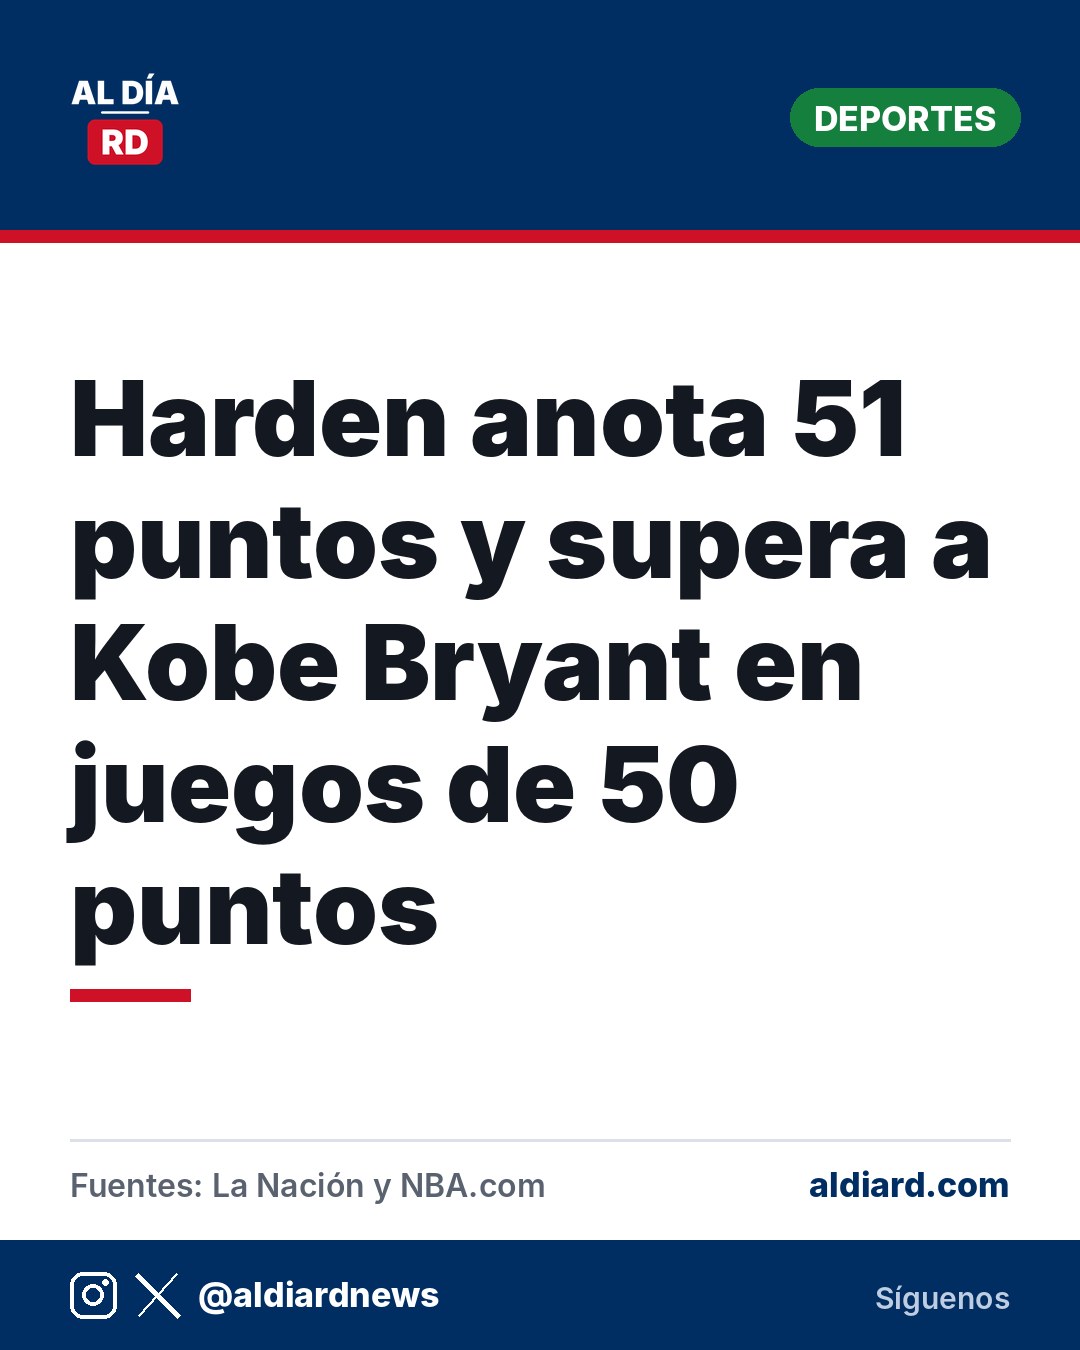 AL DÍA
RD
DEPORTES
Harden anota 51
puntos y supera a
Kobe Bryant en
juegos de 50
puntos
Fuentes: La Nación y NBA.com
aldiard.com
@aldiardnews
Síguenos